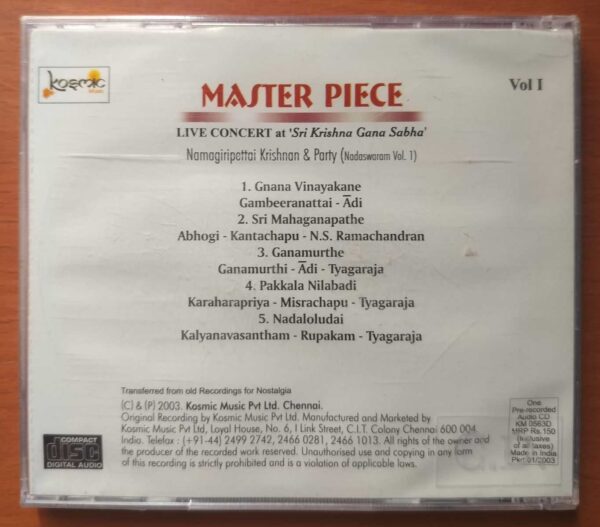 Kosmic
Music
MASTER PIECE
Vol I
LIVE CONCERT at 'Sri Krishna Gana Sabha'
Namagiripettai Krishnan & Party (Nadaswaram Vol. 1)
1. Gnana Vinayakane
Gambeeranattai - Ādi
2. Sri Mahaganapathe
Abhogi - Kantachapu - N.S. Ramachandran
3. Ganamurthe
Ganamurthi - Ādi - Tyagaraja
4. Pakkala Nilabadi
Karaharapriya - Misrachapu - Tyagaraja
5. Nadaloludai
Kalyanavasantham - Rupakam - Tyagaraja
Transferred from old Recordings for Nostalgia
(C) & (P) 2003. Kosmic Music Pvt Ltd. Chennai.
Original Recording by Kosmic Music Pvt Ltd. Manufactured and Marketed by
Kosmic Music Pvt Ltd, Loyal House, No. 6, I Link Street, C.I.T. Colony Chennai 600 004.
India. Telefax : (+91-44) 2499 2742, 2466 0281, 2466 1013. All rights of the owner and
the producer of the recorded work reserved. Unauthorised use and copying in any form
of this recording is strictly prohibited and is a violation of applicable laws.
COMPACT
disc
DIGITAL AUDIO
One
Pre-recorded
Audio CD
KM 0563D
MRP Rs.150
(Inclusive
of all taxes)
Made in India
Pkd:01/2003